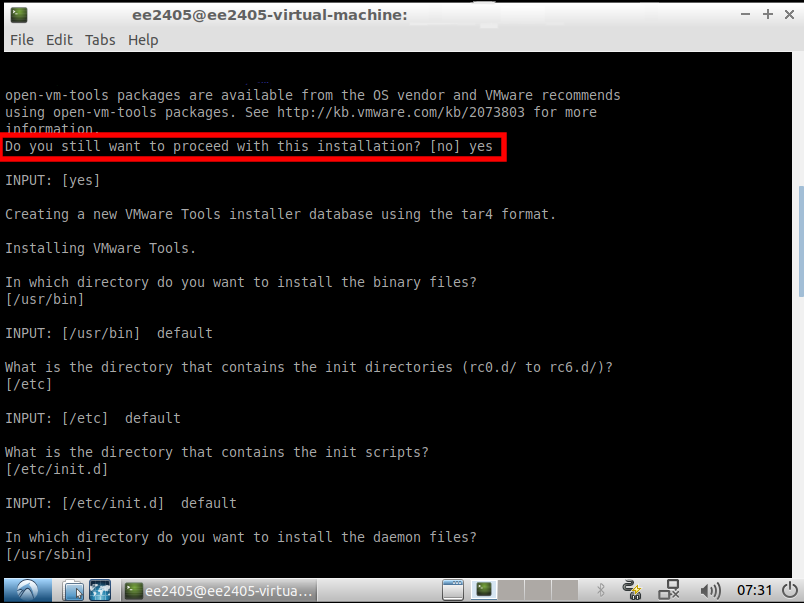 ee2405@ee2405-virtual-machine:
File Edit Tabs Help
open-vm-tools packages are available from the OS vendor and VMware recommends
using open-vm-tools packages. See http://kb.vmware.com/kb/2073803 for more
information.
Do you still want to proceed with this installation? [no] yes
INPUT: [yes]
Creating a new VMware Tools installer database using the tar4 format.
Installing VMware Tools.
In which directory do you want to install the binary files?
[/usr/bin]
INPUT: [/usr/bin]  default
What is the directory that contains the init directories (rc0.d/ to rc6.d/)?
[/etc]
INPUT: [/etc]  default
What is the directory that contains the init scripts?
[/etc/init.d]
INPUT: [/etc/init.d]  default
In which directory do you want to install the daemon files?
[/usr/sbin]
ee2405@ee2405-virtua...
07:31